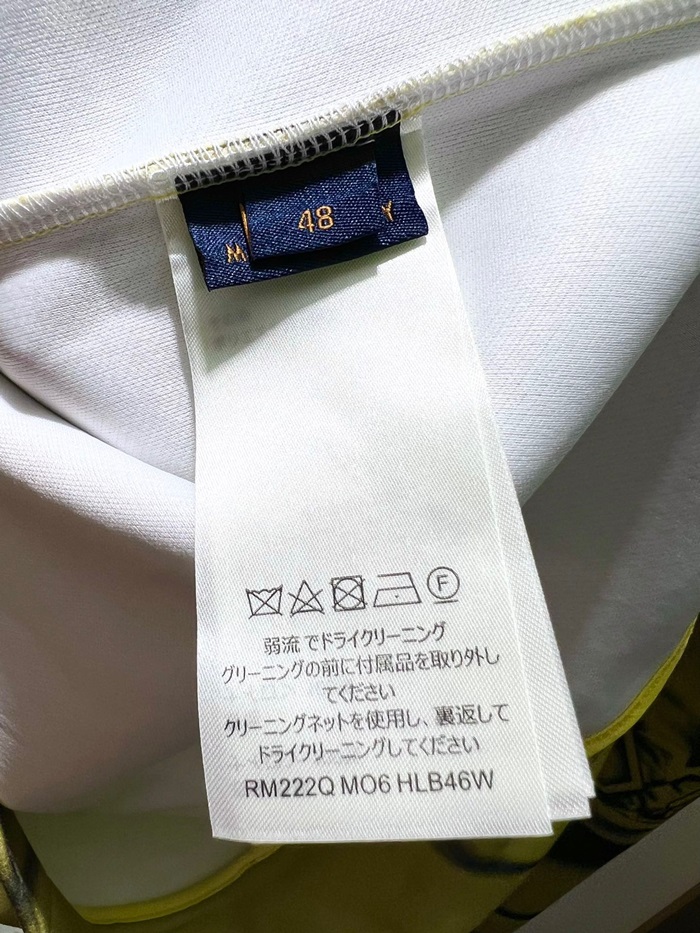 48
M
Y
F
弱流でドライクリーニング
グリーニングの前に付属品を取り外し
てください
クリーニングネットを使用し、裏返して
ドライクリーニングしてください
RM222Q MO6 HLB46W